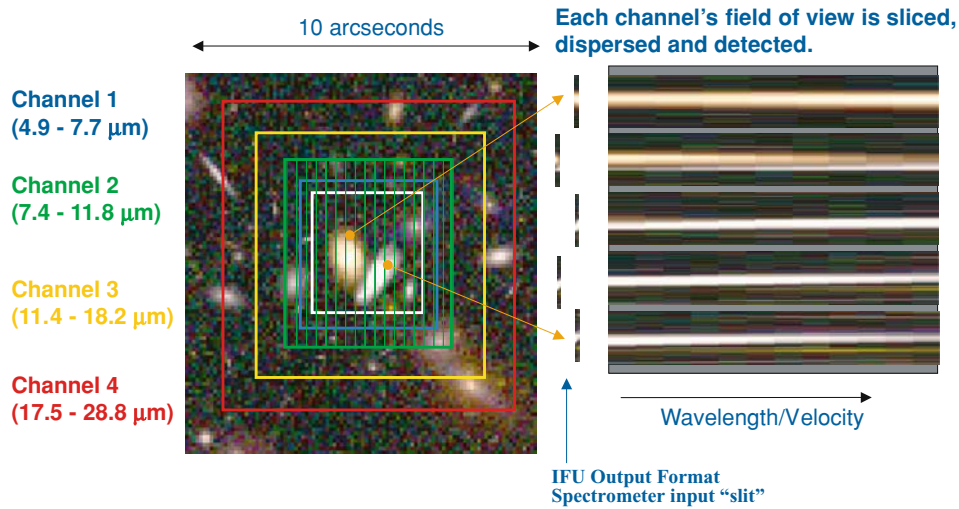 10 arcseconds
Each channel's field of view is sliced,
dispersed and detected.
Channel 1
(4.9 - 7.7 μm)
Channel 2
(7.4 - 11.8 μm)
Channel 3
(11.4 - 18.2 μm)
Channel 4
(17.5 - 28.8 μm)
Wavelength/Velocity
IFU Output Format
Spectrometer input “slit”